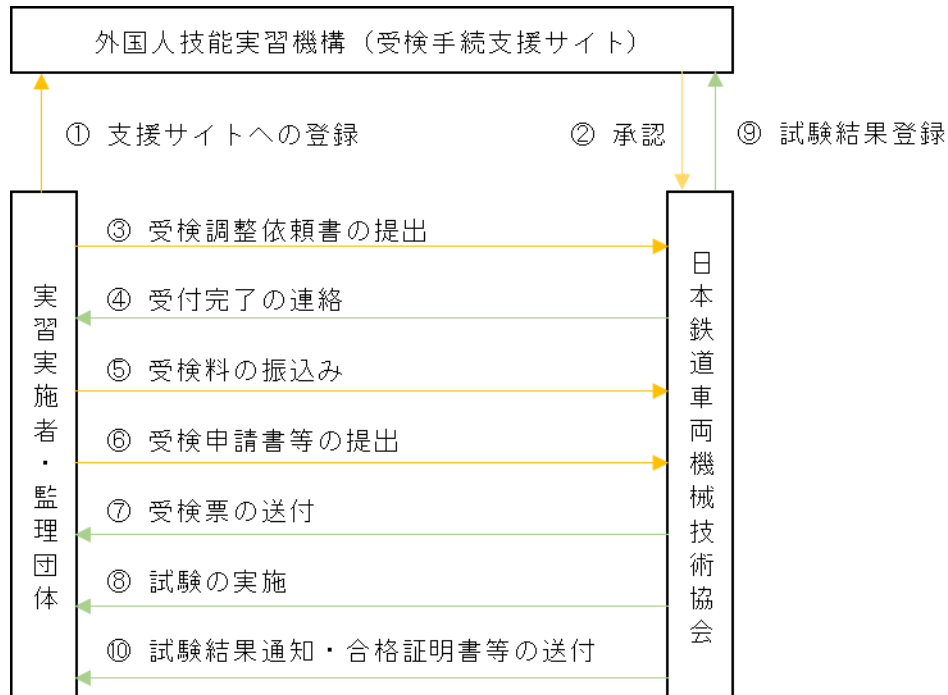 外国人技能実習機構（受検手続支援サイト）
① 支援サイトへの登録
② 承認
⑨ 試験結果登録
③ 受検調整依頼書の提出
④ 受付完了の連絡
⑤ 受検料の振込み
⑥ 受検申請書等の提出
⑦ 受検票の送付
⑧ 試験の実施
⑩ 試験結果通知・合格証明書等の送付
実習実施者・監理団体
日本鉄道車両機械技術協会